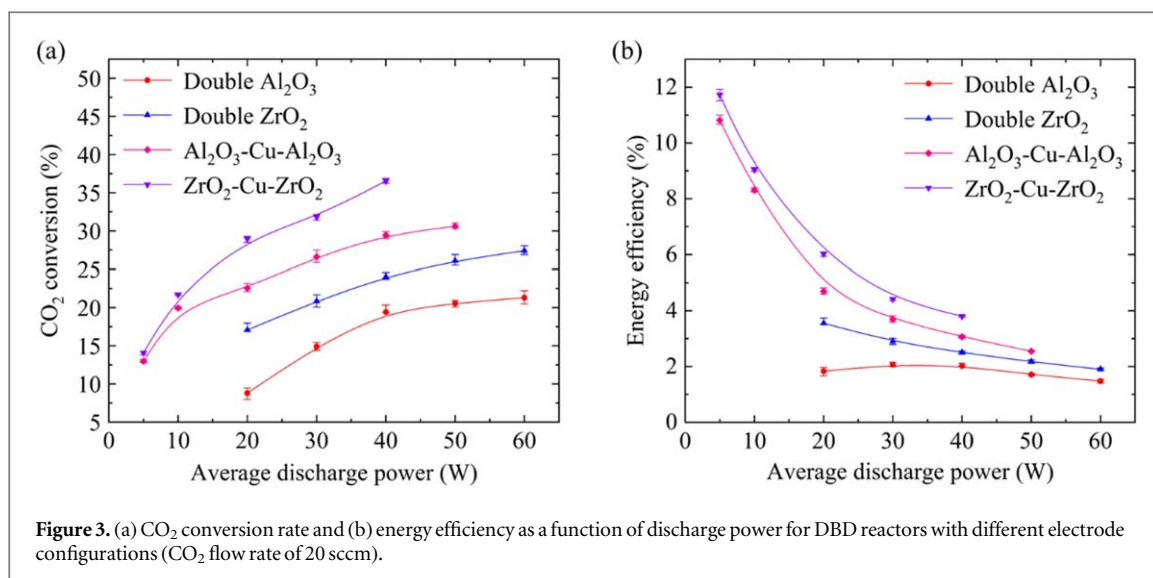 (a)
50
45
40
35
30
25
20
15
10
5
CO₂ conversion (%)
Double Al₂O₃
Double ZrO₂
Al₂O₃-Cu-Al₂O₃
ZrO₂-Cu-ZrO₂
0 10 20 30 40 50 60
Average discharge power (W)
(b)
12
10
8
6
4
2
0
Energy efficiency (%)
Double Al₂O₃
Double ZrO₂
Al₂O₃-Cu-Al₂O₃
ZrO₂-Cu-ZrO₂
0 10 20 30 40 50 60
Average discharge power (W)
Figure 3. (a) CO₂ conversion rate and (b) energy efficiency as a function of discharge power for DBD reactors with different electrode
configurations (CO₂ flow rate of 20 sccm).